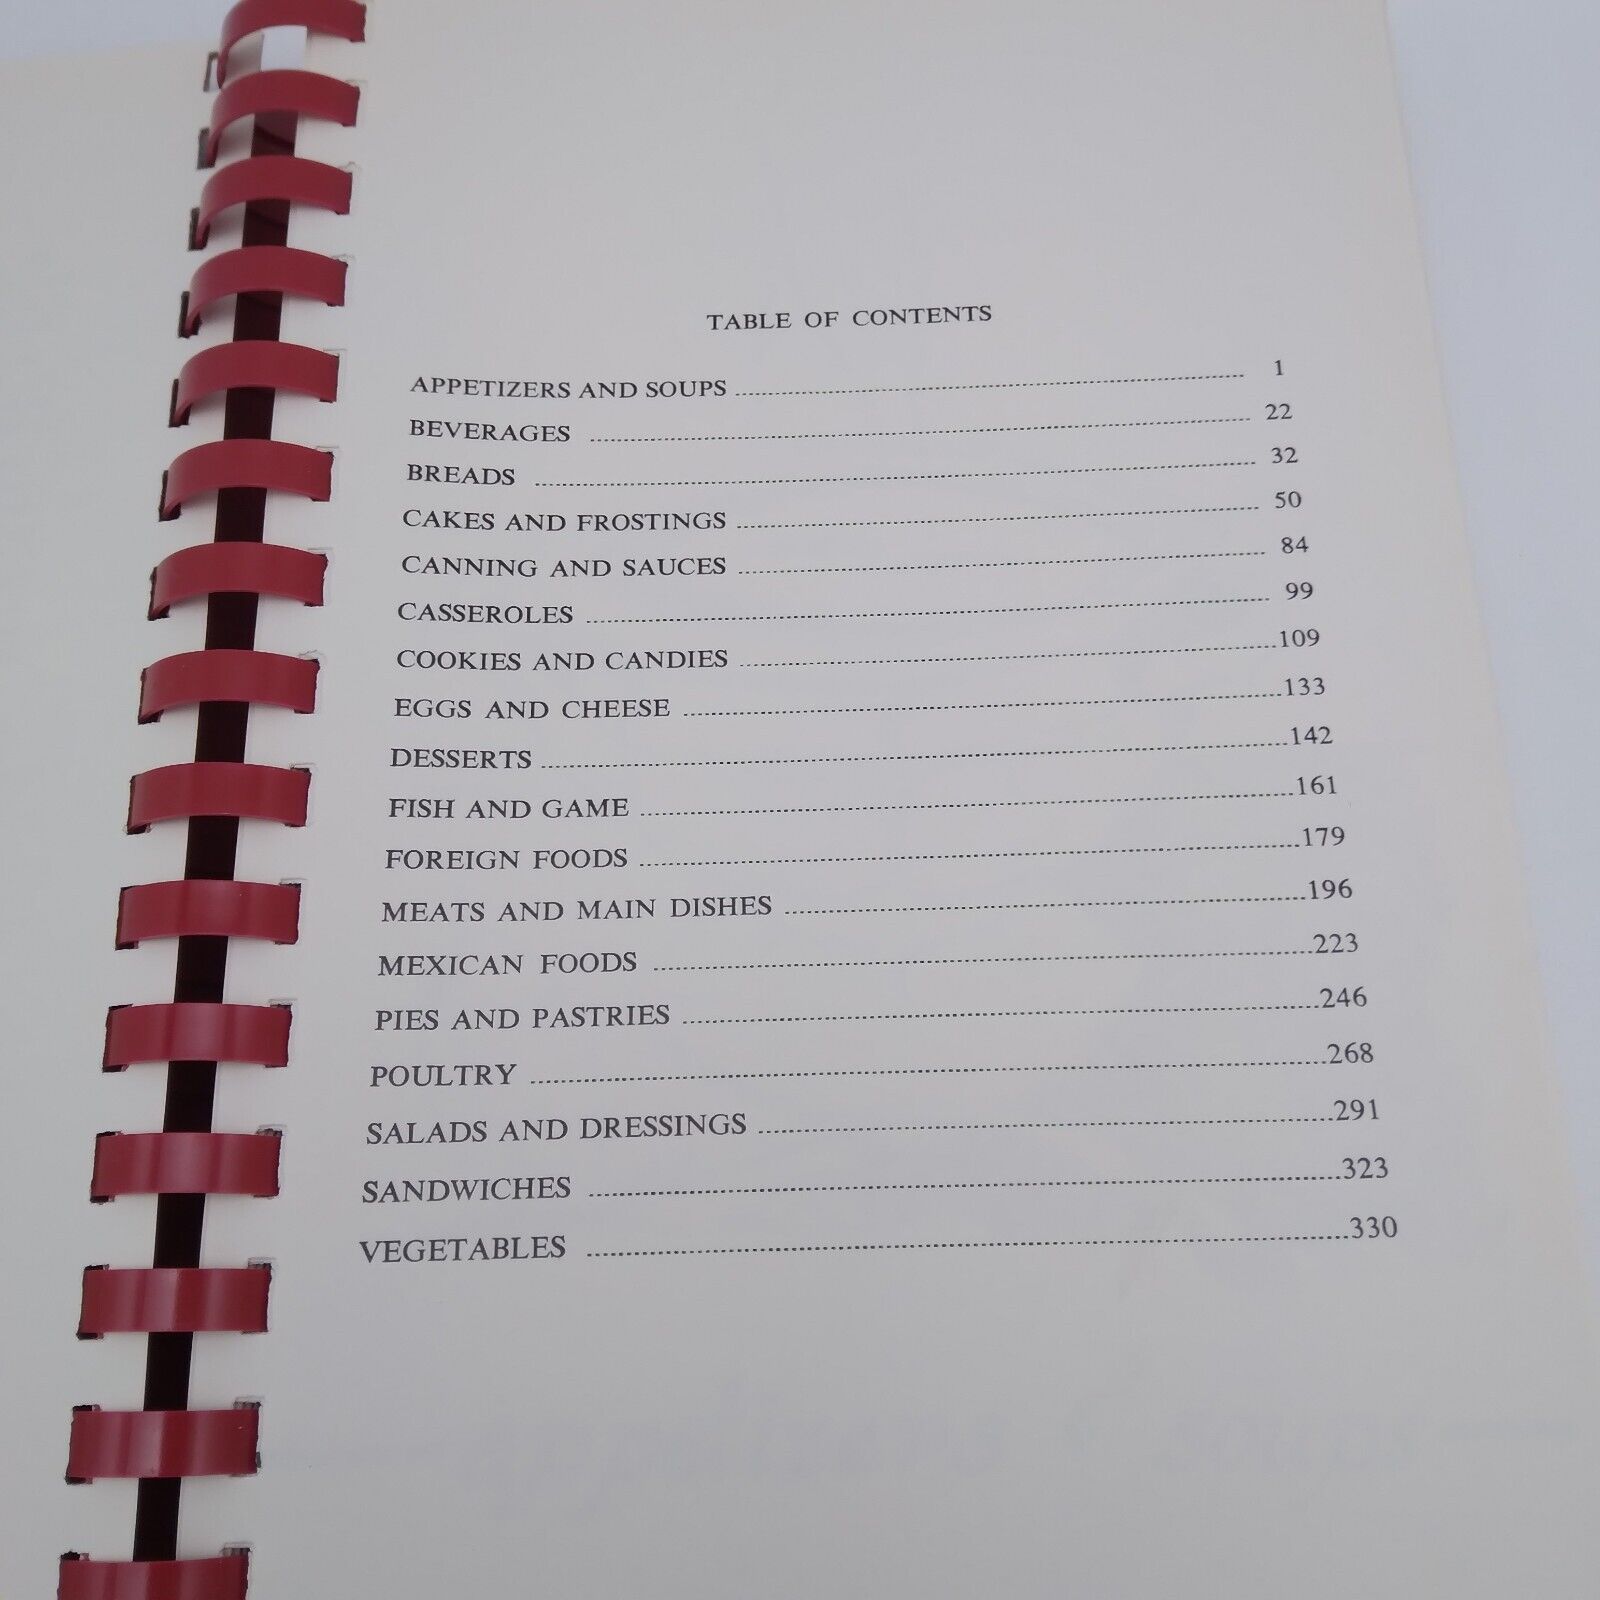 TABLE OF CONTENTS
APPETIZERS AND SOUPS ........................ 1
BEVERAGES ........................ 22
BREADS ........................ 32
CAKES AND FROSTINGS ........................ 50
CANNING AND SAUCES ........................ 84
CASSEROLES ........................ 99
COOKIES AND CANDIES ........................109
EGGS AND CHEESE ........................133
DESSERTS ........................142
FISH AND GAME ........................161
FOREIGN FOODS ........................179
MEATS AND MAIN DISHES ........................196
MEXICAN FOODS ........................223
PIES AND PASTRIES ........................246
POULTRY ........................268
SALADS AND DRESSINGS ........................291
SANDWICHES ........................323
VEGETABLES ........................330